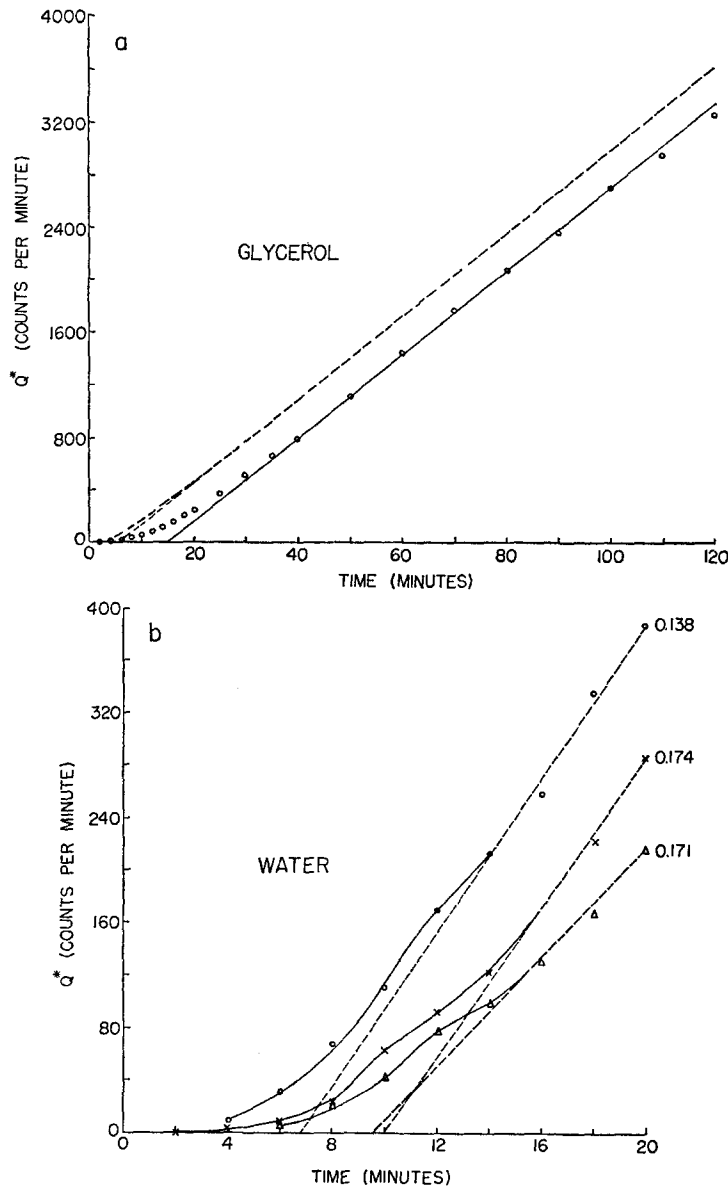 a
4000
3200
2400
1600
800
0
Q* (COUNTS PER MINUTE)
GLYCEROL
0 20 40 60 80 100 120
TIME (MINUTES)
b
400
320
240
160
80
0
Q* (COUNTS PER MINUTE)
WATER
0.138
0.174
0.171
0 4 8 12 16 20
TIME (MINUTES)